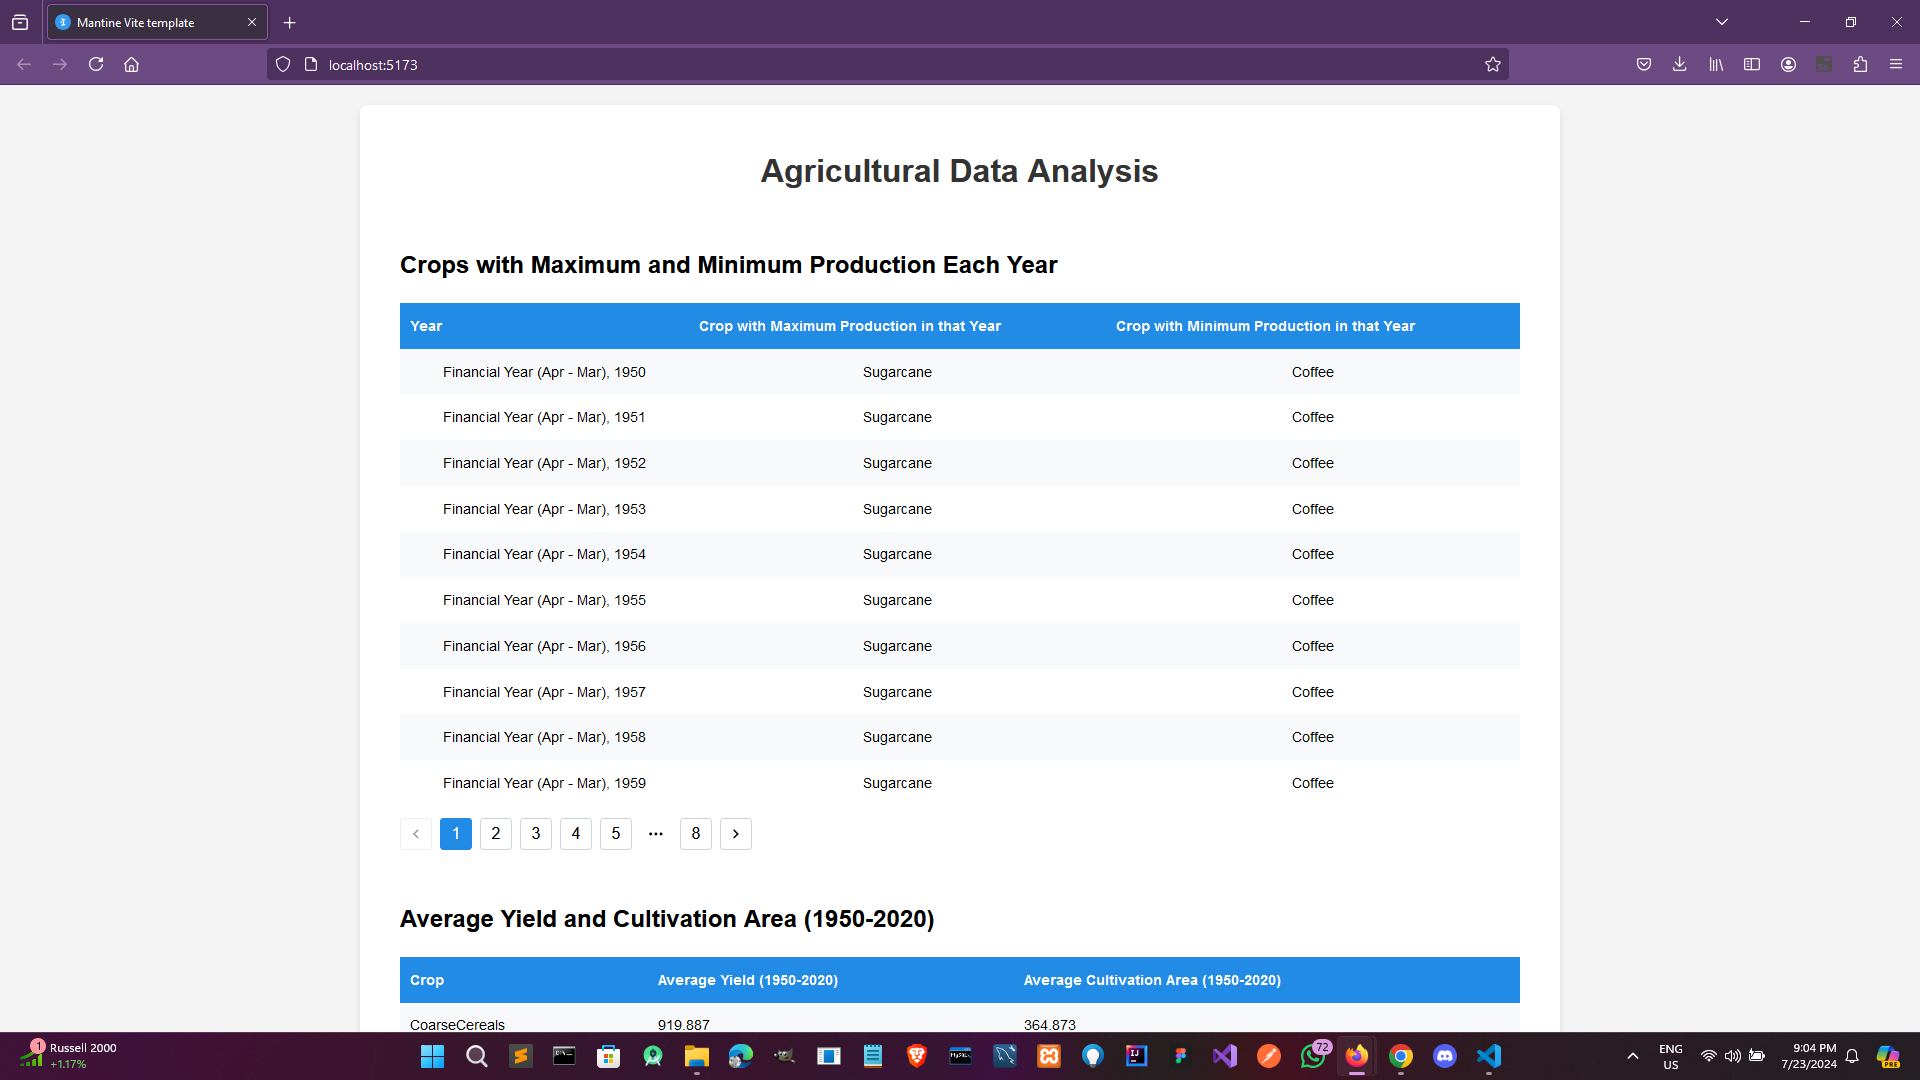 Mantine Vite template
localhost:5173
Agricultural Data Analysis
Crops with Maximum and Minimum Production Each Year
Year Crop with Maximum Production in that Year Crop with Minimum Production in that Year
Financial Year (Apr - Mar), 1950 Sugarcane Coffee
Financial Year (Apr - Mar), 1951 Sugarcane Coffee
Financial Year (Apr - Mar), 1952 Sugarcane Coffee
Financial Year (Apr - Mar), 1953 Sugarcane Coffee
Financial Year (Apr - Mar), 1954 Sugarcane Coffee
Financial Year (Apr - Mar), 1955 Sugarcane Coffee
Financial Year (Apr - Mar), 1956 Sugarcane Coffee
Financial Year (Apr - Mar), 1957 Sugarcane Coffee
Financial Year (Apr - Mar), 1958 Sugarcane Coffee
Financial Year (Apr - Mar), 1959 Sugarcane Coffee
1 2 3 4 5 ... 8
Average Yield and Cultivation Area (1950-2020)
Crop Average Yield (1950-2020) Average Cultivation Area (1950-2020)
CoarseCereals 919.887 364.873
1 Russell 2000
+1.17%
72
ENG
US
9:04 PM
7/23/2024
PRE